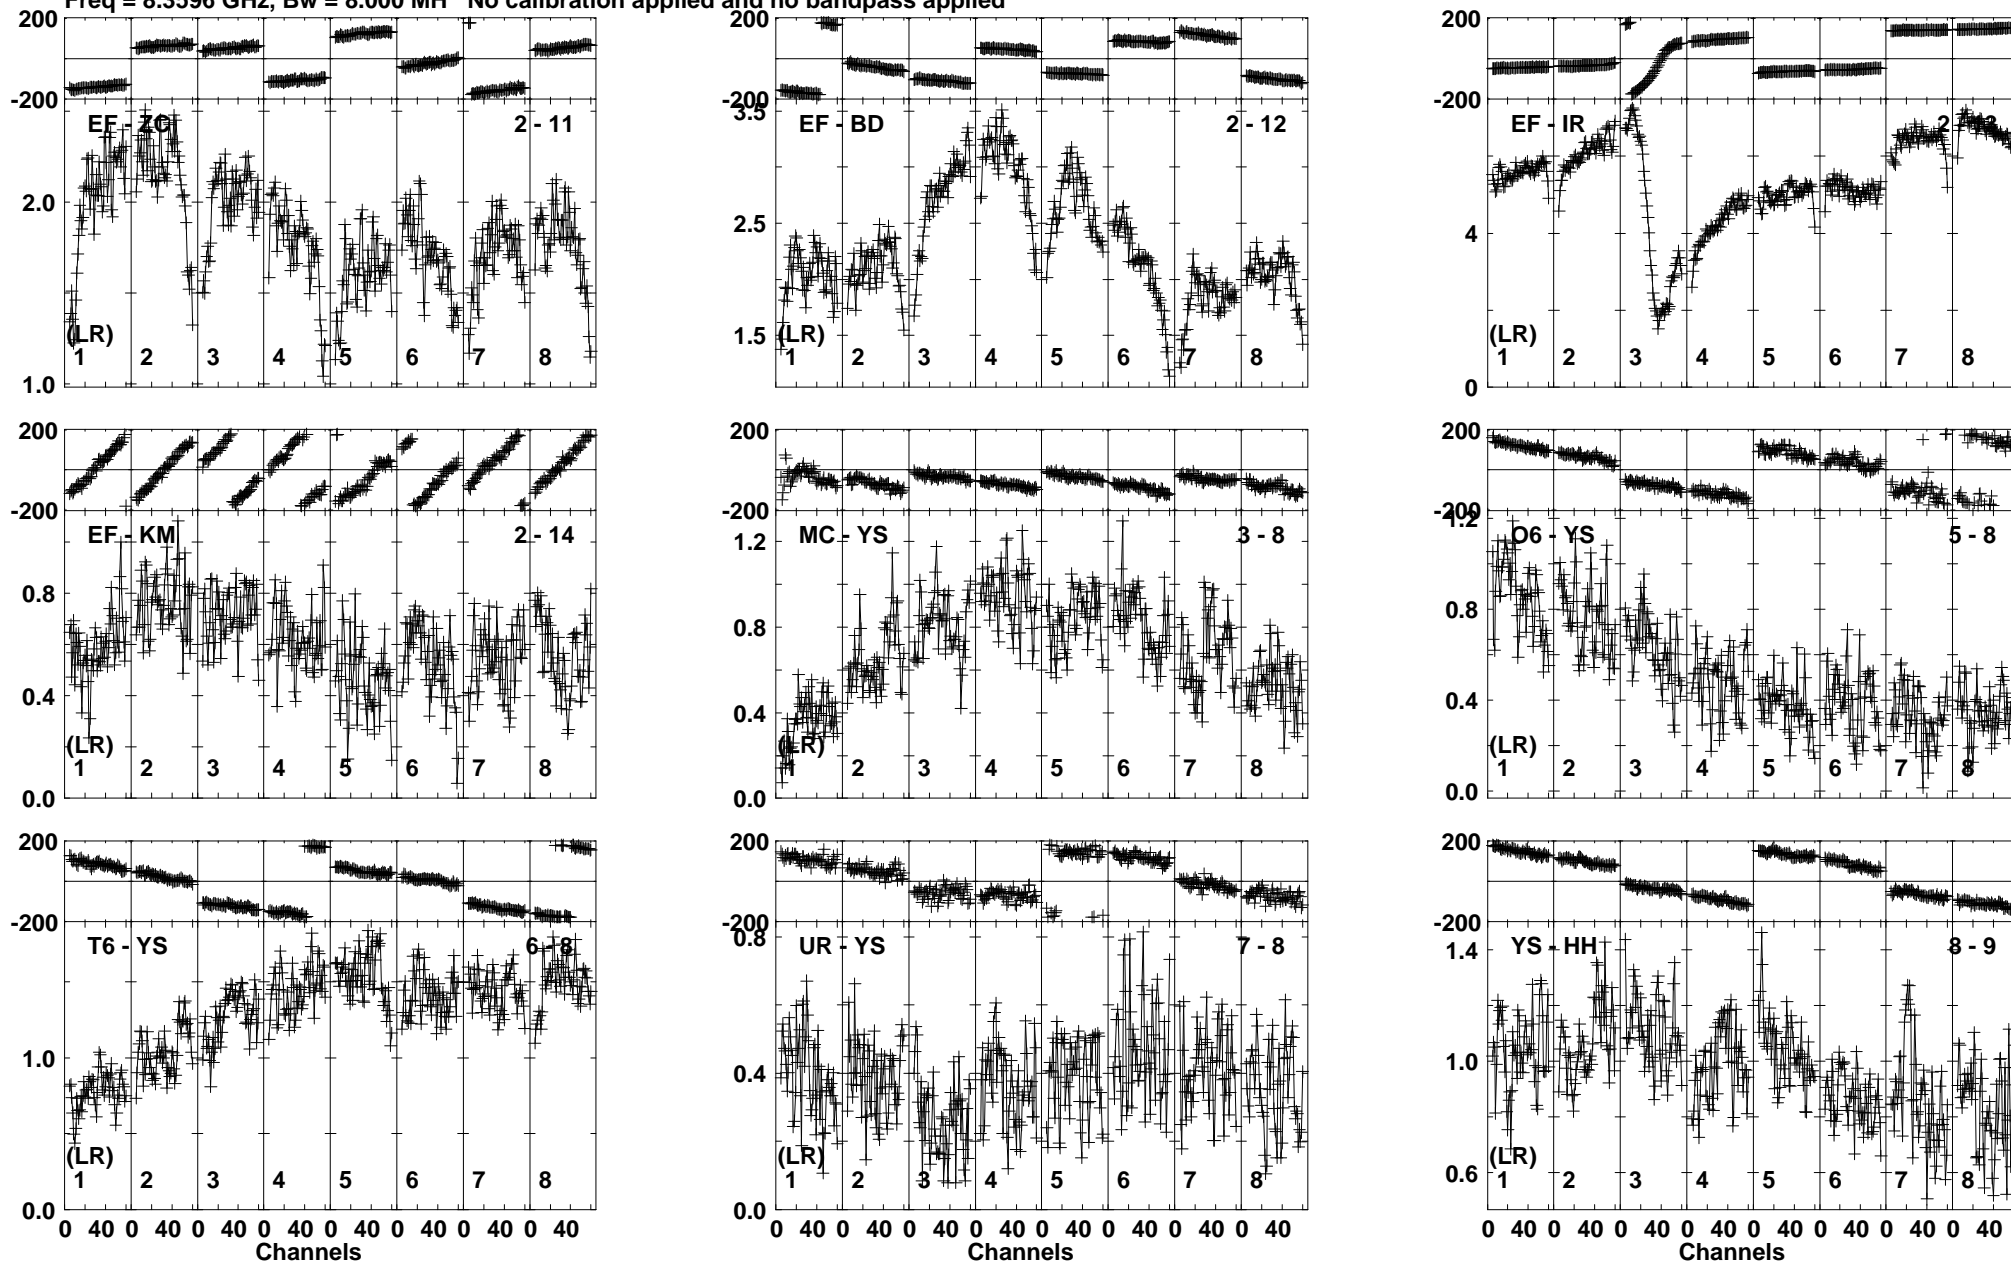 Freq = 8.3596 GHz, Bw = 8.000 MH No calibration applied and no bandpass applied
200 200 200
-200 -200 -200
EF - ZC 2 - 11
3.5 EF - BD 2 - 12
EF - IR
2.0 2.5 4
(LR) 1.5 (LR) (LR)
1 2 3 4 5 6 7 8
1 2 3 4 5 6 7 8
1 2 3 4 5 6 7 8
1.0 0
200 200 200
-200 -200 -200
EF - KM 2 - 14
1.2 MC - YS 3 - 8
1.2 O6 - YS 5 - 8
0.8 0.8 0.8
0.4 0.4 0.4
(LR) (LR) (LR)
1 2 3 4 5 6 7 8
1 2 3 4 5 6 7 8
1 2 3 4 5 6 7 8
0.0 0.0 0.0
200 200 200
-200 -200 -200
T6 - YS 6 - 8
0.8 UR - YS 7 - 8
1.4 YS - HH 8 - 9
1.0 0.4 1.0
(LR) (LR) (LR)
1 2 3 4 5 6 7 8
1 2 3 4 5 6 7 8
0.6 1 2 3 4 5 6 7 8
0.0 0.0
0 40 0 40 0 40 0 40 0 40 0 40 0 40 0 40
0 40 0 40 0 40 0 40 0 40 0 40 0 40 0 40
0 40 0 40 0 40 0 40 0 40 0 40 0 40 0 40
Channels Channels Channels